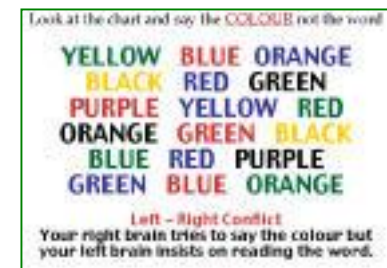 Look at the chart and say the COLOUR not the word
YELLOW BLUE ORANGE
BLACK RED GREEN
PURPLE YELLOW RED
ORANGE GREEN BLACK
BLUE RED PURPLE
GREEN BLUE ORANGE
Left – Right Conflict
Your right brain tries to say the colour but
your left brain insists on reading the word.